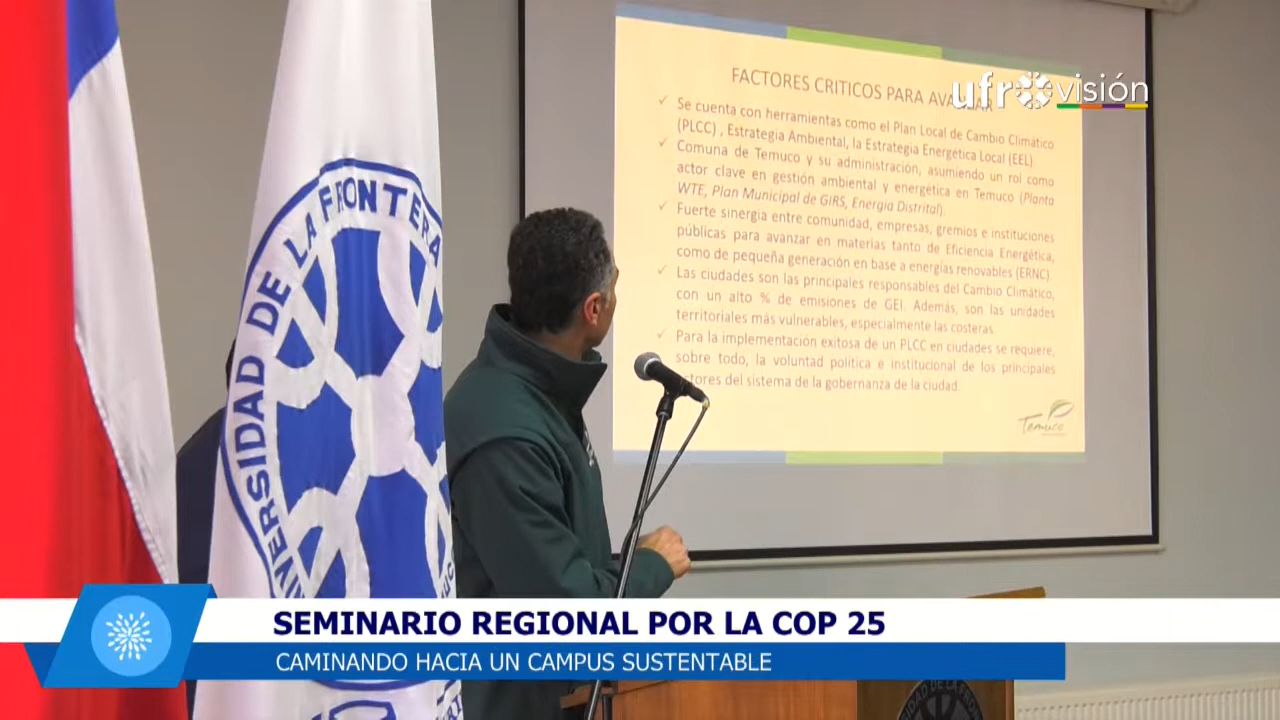 ufro visión
FACTORES CRITICOS PARA AVANZAR
✓ Se cuenta con herramientas como el Plan Local de Cambio Climático
(PLCC) , Estrategia Ambiental, la Estrategia Energética Local (EEL)
✓ Comuna de Temuco y su administración, asumiendo un rol como
actor clave en gestión ambiental y energética en Temuco (Planta
WTE, Plan Municipal de GIRS, Energia Distrital).
✓ Fuerte sinergia entre comunidad, empresas, gremios e instituciones
públicas para avanzar en materias tanto de Eficiencia Energética,
como de pequeña generación en base a energías renovables (ERNC)
✓ Las ciudades son las principales responsables del Cambio Climático,
con un alto % de emisiones de GEI. Además, son las unidades
territoriales más vulnerables, especialmente las costeras.
✓ Para la implementación exitosa de un PLCC en ciudades se requiere,
sobre todo, la voluntad política e institucional de los principales
ctores del sistema de la gobernanza de la ciudad.
Temuco
UNIVERSIDAD DE LA FRONTERA
SEMINARIO REGIONAL POR LA COP 25
CAMINANDO HACIA UN CAMPUS SUSTENTABLE